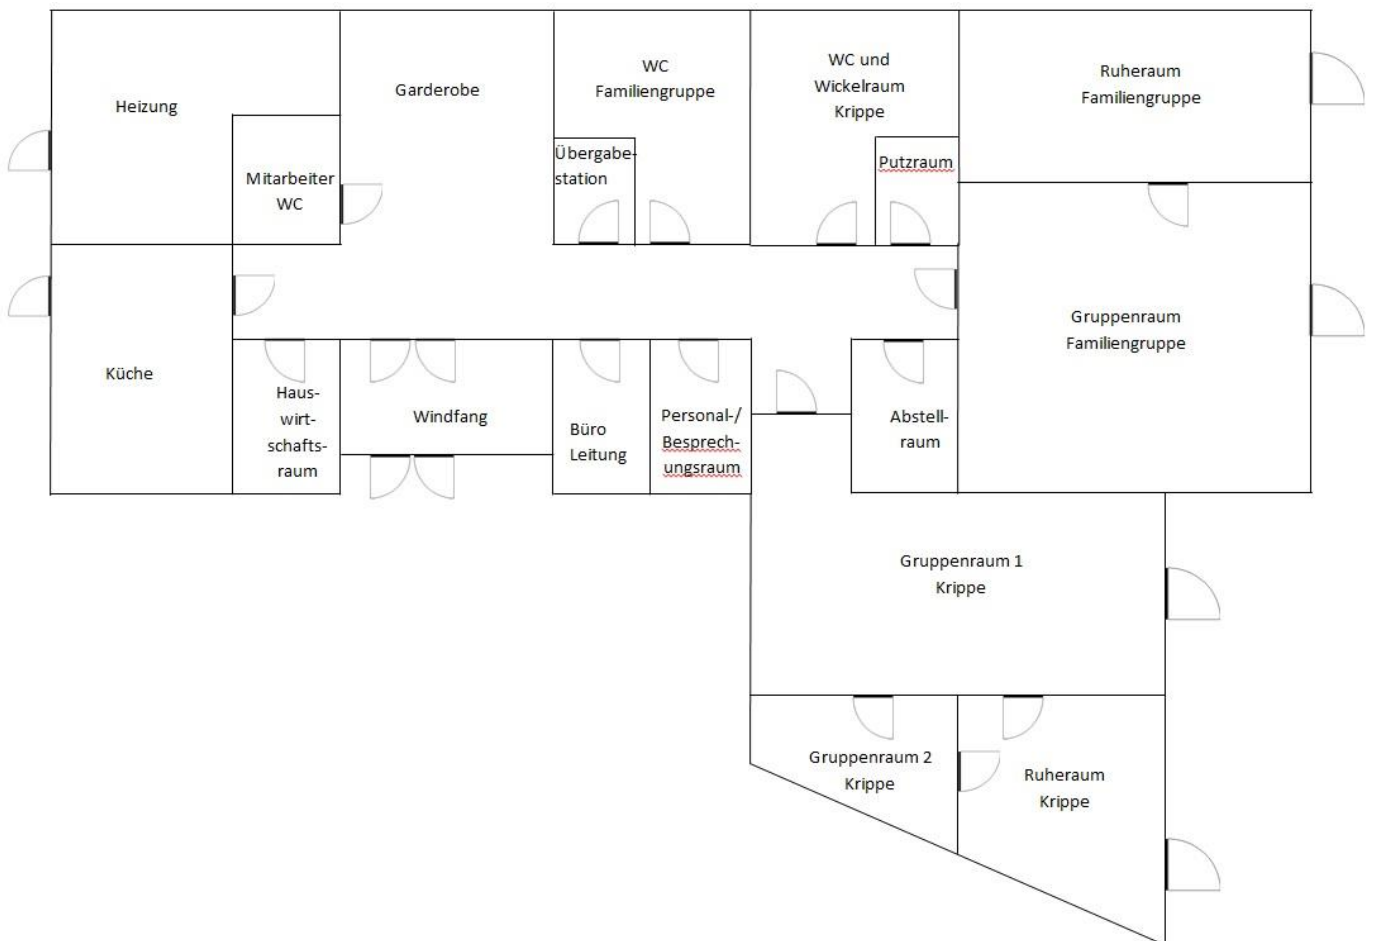 Heizung
Mitarbeiter
WC
Garderobe
WC
Familiengruppe
Übergabe-
station
WC und
Wickelraum
Krippe
Putzraum
Ruheraum
Familiengruppe
Gruppenraum
Familiengruppe
Küche
Haus-
wirt-
schafts-
raum
Windfang
Büro
Leitung
Personal-/
Besprech-
ungsraum
Abstell-
raum
Gruppenraum 1
Krippe
Gruppenraum 2
Krippe
Ruheraum
Krippe